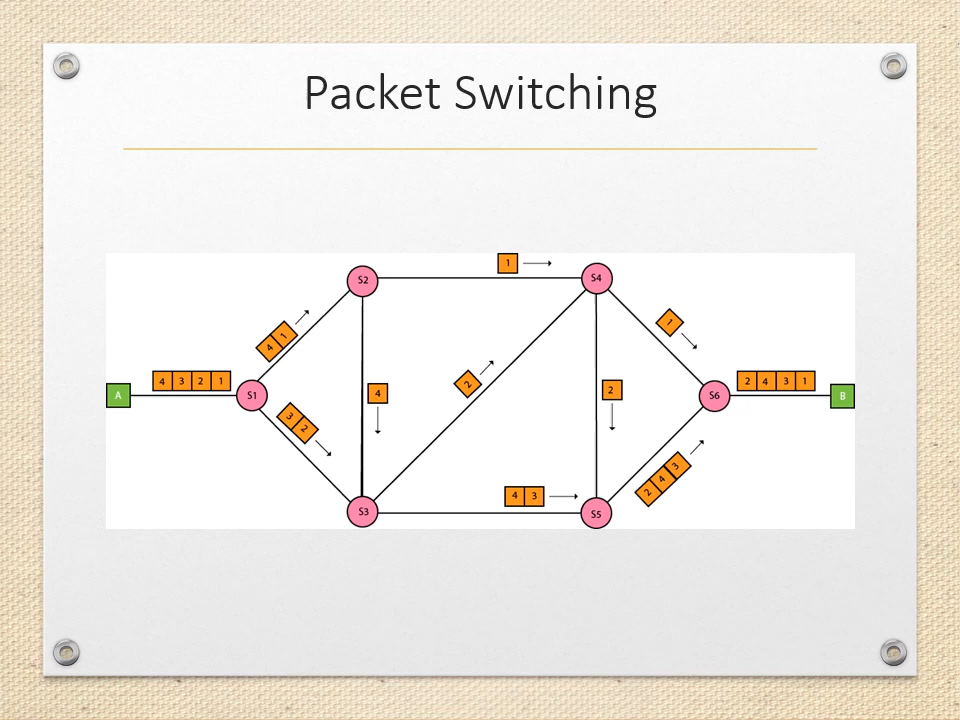 Packet Switching
1
S2
S4
4 1
1
4 3 2 1
4
2
2
2 4 3 1
A
S1
S6
B
3 2
2 4 3
4 3
S3
S5